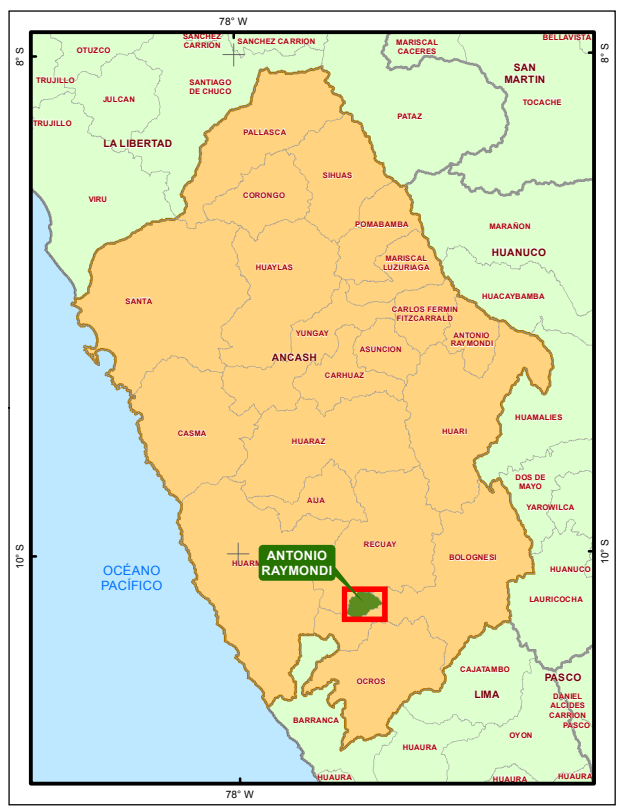 78° W
SANCHEZ
CARRIÓN
SANCHEZ CARRION
MARISCAL
CACERES
BELLAVISTA
OTUZCO
8° S
8° S
SAN
MARTIN
TRUJILLO
SANTIAGO
DE CHUCO
JULCAN
TOCACHE
PATAZ
TRUJILLO
PALLASCA
LA LIBERTAD
SIHUAS
CORONGO
VIRU
POMABAMBA
MARAÑON
HUANUCO
MARISCAL
LUZURIAGA
HUAYLAS
SANTA
HUACAYBAMBA
CARLOS FERMIN
FITZCARRALD
YUNGAY
ANTONIO
RAYMONDI
ASUNCION
ANCASH
CARHUAZ
HUAMALIES
CASMA
HUARI
HUARAZ
DOS DE
MAYO
AIJA
YAROWILCA
RECUAY
10° S
10° S
BOLOGNESI
HUARM
ANTONIO
RAYMONDI
HUANUCO
OCÉANO
PACÍFICO
LAURICOCHA
CAJATAMBO
PASCO
OCROS
LIMA
DANIEL
ALCIDES
CARRION
PASCO
BARRANCA
OYON
HUAURA
HUAURA
HUAURA
HUAURA
78° W